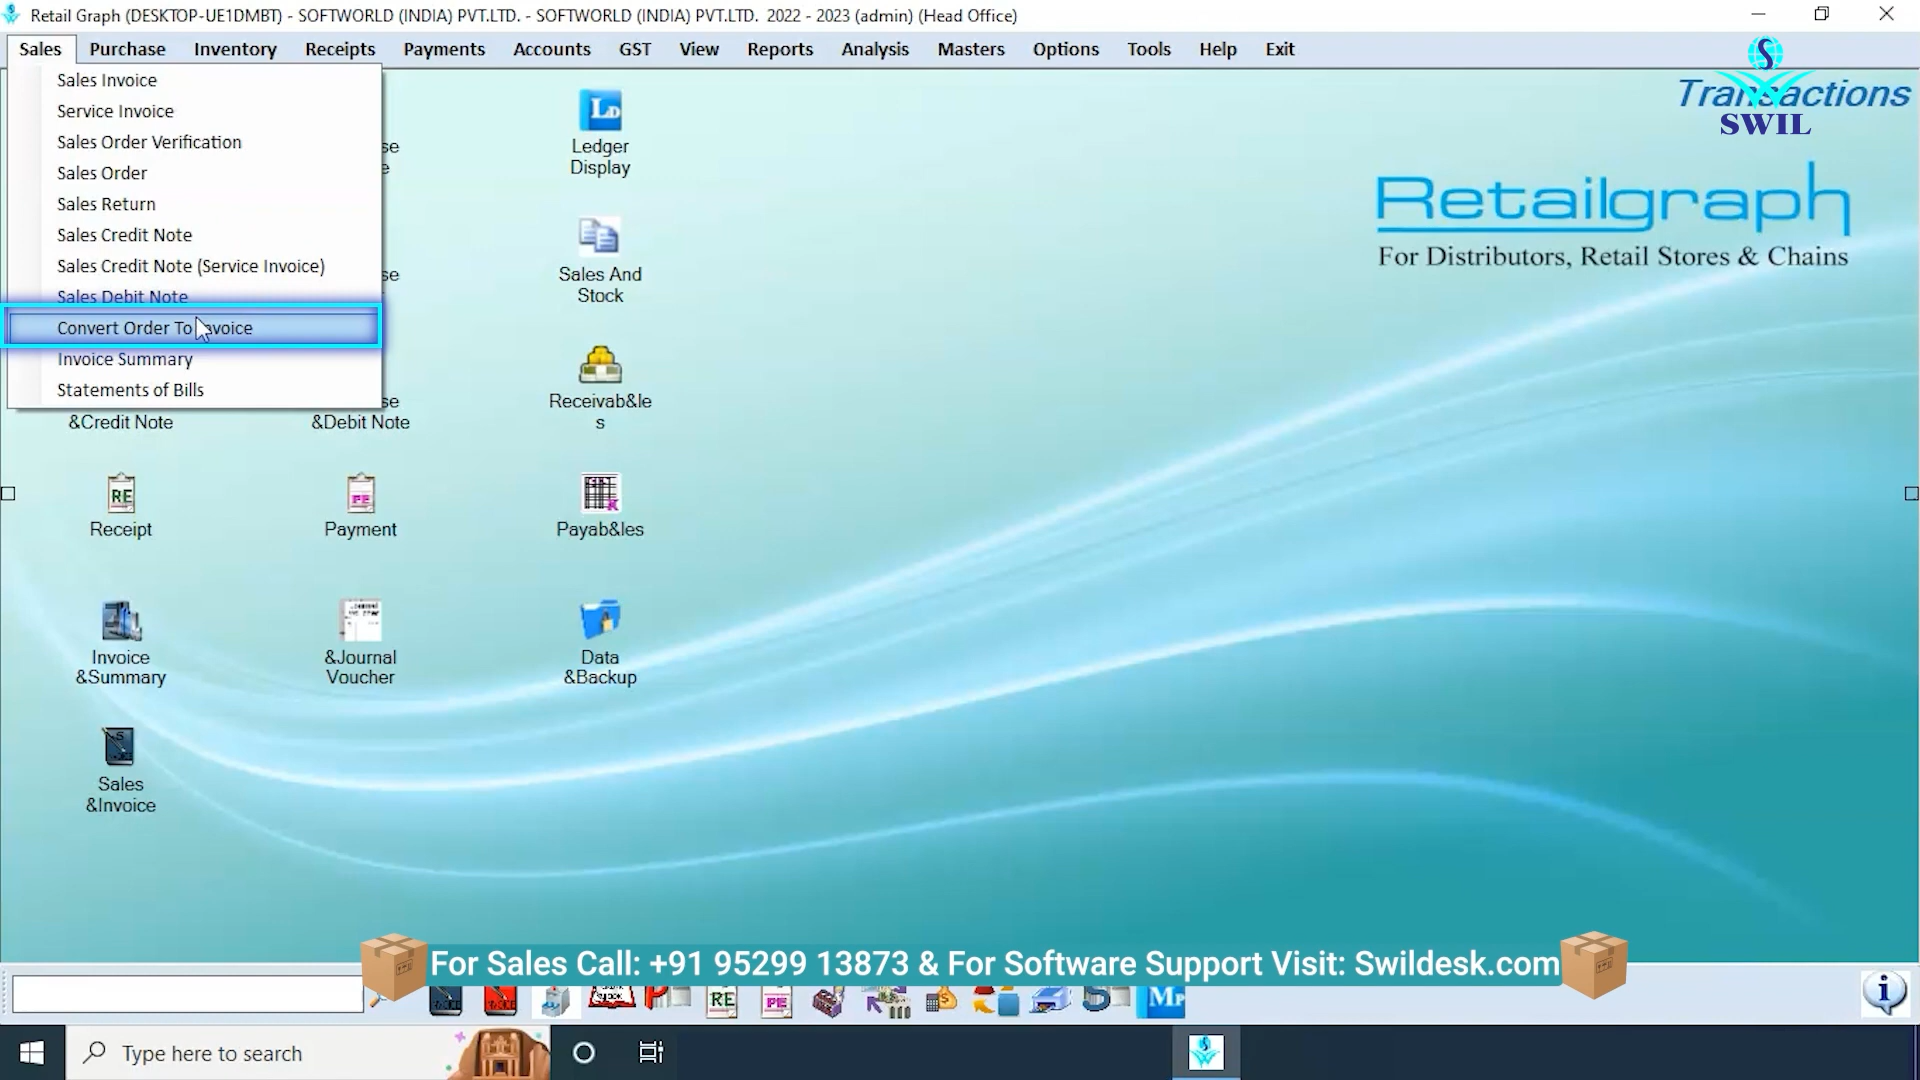 Retail Graph (DESKTOP-UE1DMBT) - SOFTWORLD (INDIA) PVT.LTD. - SOFTWORLD (INDIA) PVT.LTD.  2022 - 2023 (admin) (Head Office)
Sales Purchase Inventory Receipts Payments Accounts GST View Reports Analysis Masters Options Tools Help Exit
Sales Invoice
Service Invoice
Sales Order Verification
Sales Order
Sales Return
Sales Credit Note
Sales Credit Note (Service Invoice)
Sales Debit Note
Convert Order To Invoice
Invoice Summary
Statements of Bills
&Credit Note
se
&Debit Note
Ledger
Display
Sales And
Stock
Receivab&le
s
Receipt
Payment
Payab&les
Invoice
&Summary
&Journal
Voucher
Data
&Backup
Sales
&Invoice
Transactions
SWIL
Retailgraph
For Distributors, Retail Stores & Chains
For Sales Call: +91 95299 13873 & For Software Support Visit: Swildesk.com
RE
PE
Mp
Type here to search